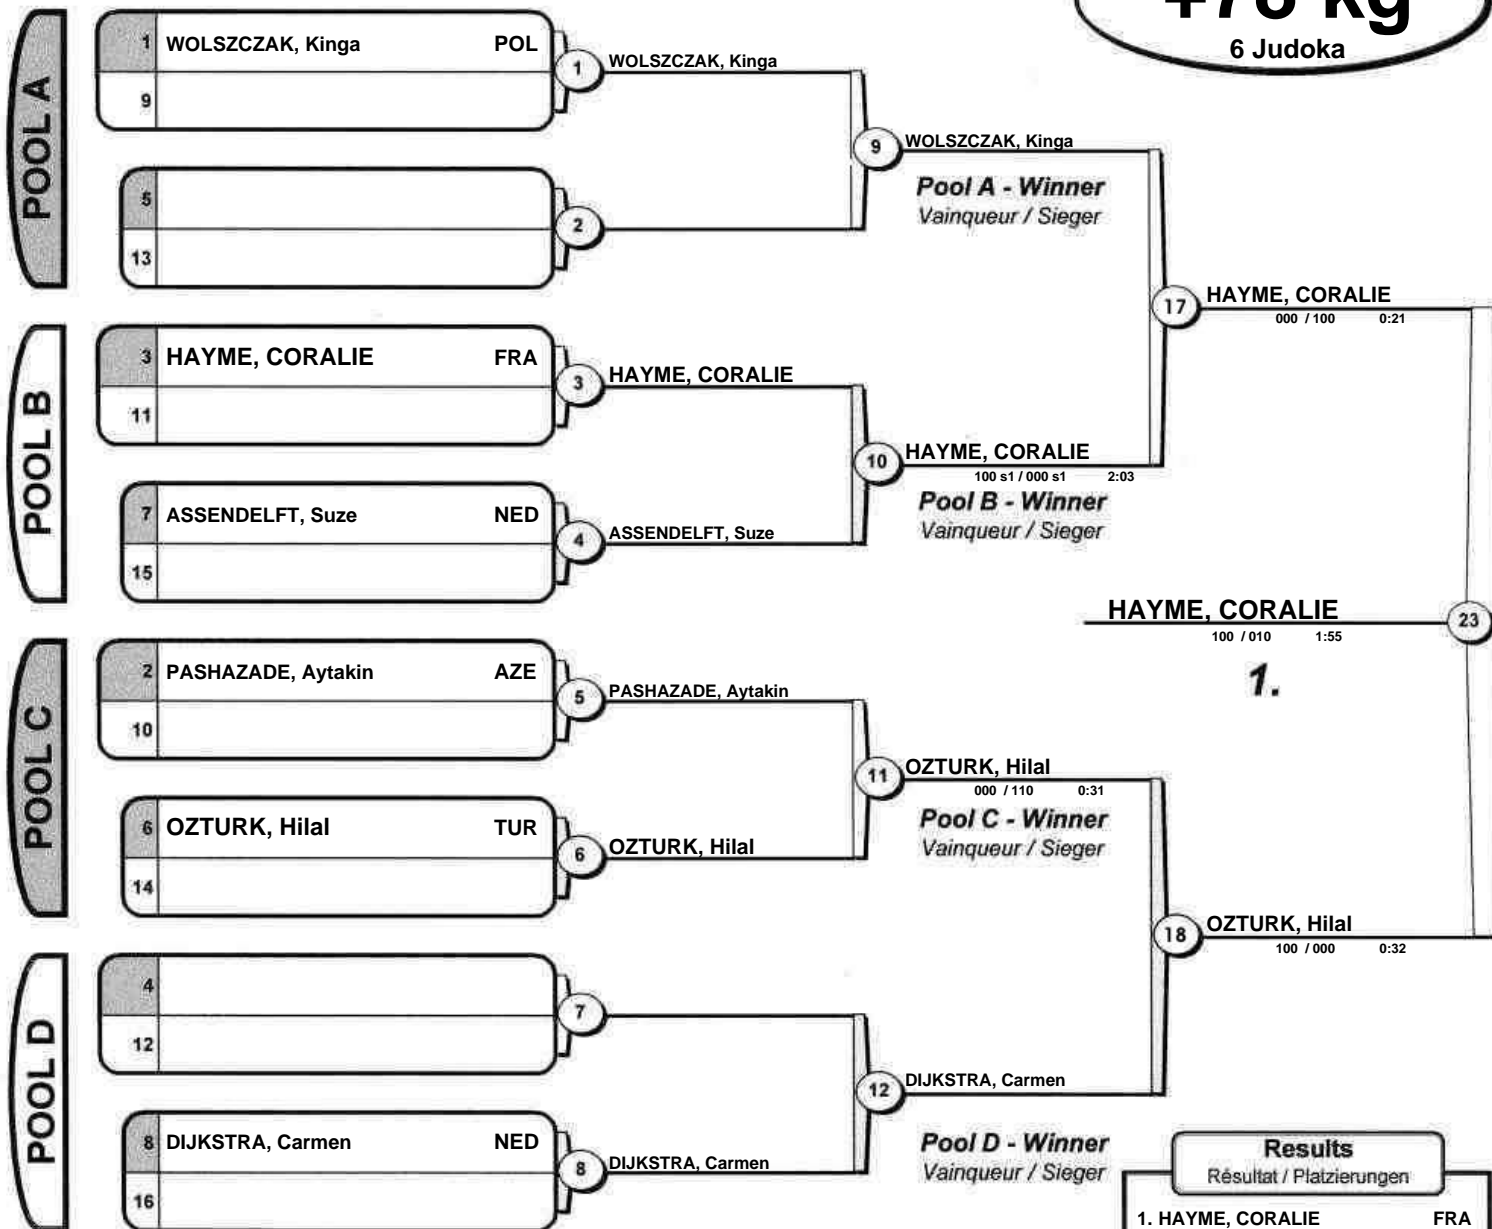 +78 kg
6 Judoka
POOL A
1 WOLSZCZAK, Kinga POL
9
1 WOLSZCZAK, Kinga
5
13
2
9 WOLSZCZAK, Kinga
Pool A - Winner
Vainqueur / Sieger
POOL B
3 HAYME, CORALIE FRA
11
3 HAYME, CORALIE
7 ASSENDELFT, Suze NED
15
4 ASSENDELFT, Suze
10 HAYME, CORALIE
100 s1 / 000 s1 2:03
Pool B - Winner
Vainqueur / Sieger
17 HAYME, CORALIE
000 / 100 0:21
HAYME, CORALIE 23
100 / 010 1:55
1.
POOL C
2 PASHAZADE, Aytakin AZE
10
5 PASHAZADE, Aytakin
6 OZTURK, Hilal TUR
14
6 OZTURK, Hilal
11 OZTURK, Hilal
000 / 110 0:31
Pool C - Winner
Vainqueur / Sieger
18 OZTURK, Hilal
100 / 000 0:32
POOL D
4
12
7
8 DIJKSTRA, Carmen NED
16
8 DIJKSTRA, Carmen
12 DIJKSTRA, Carmen
Pool D - Winner
Vainqueur / Sieger
Results
Résultat / Platzierungen
1. HAYME, CORALIE FRA